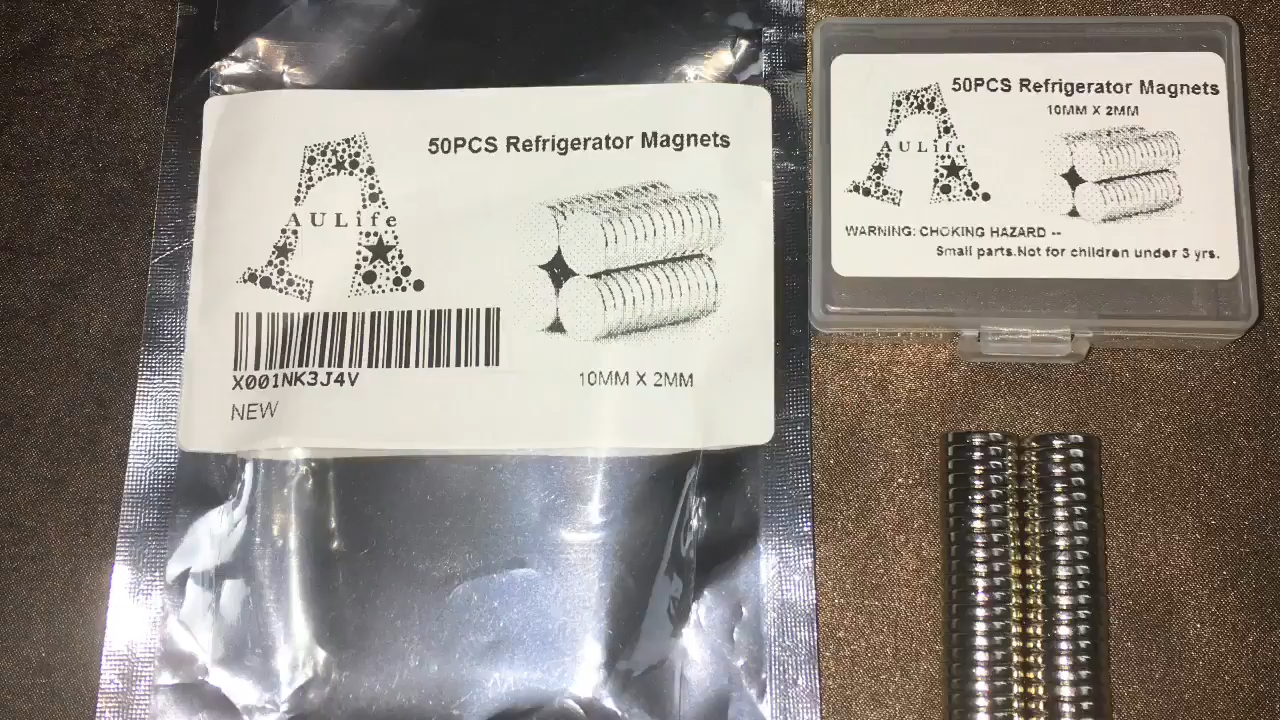 50PCS Refrigerator Magnets
AULife
X001NK3J4V
NEW
10MM X 2MM
50PCS Refrigerator Magnets
10MM X 2MM
AULife
WARNING: CHOKING HAZARD --
Small parts.Not for children under 3 yrs.